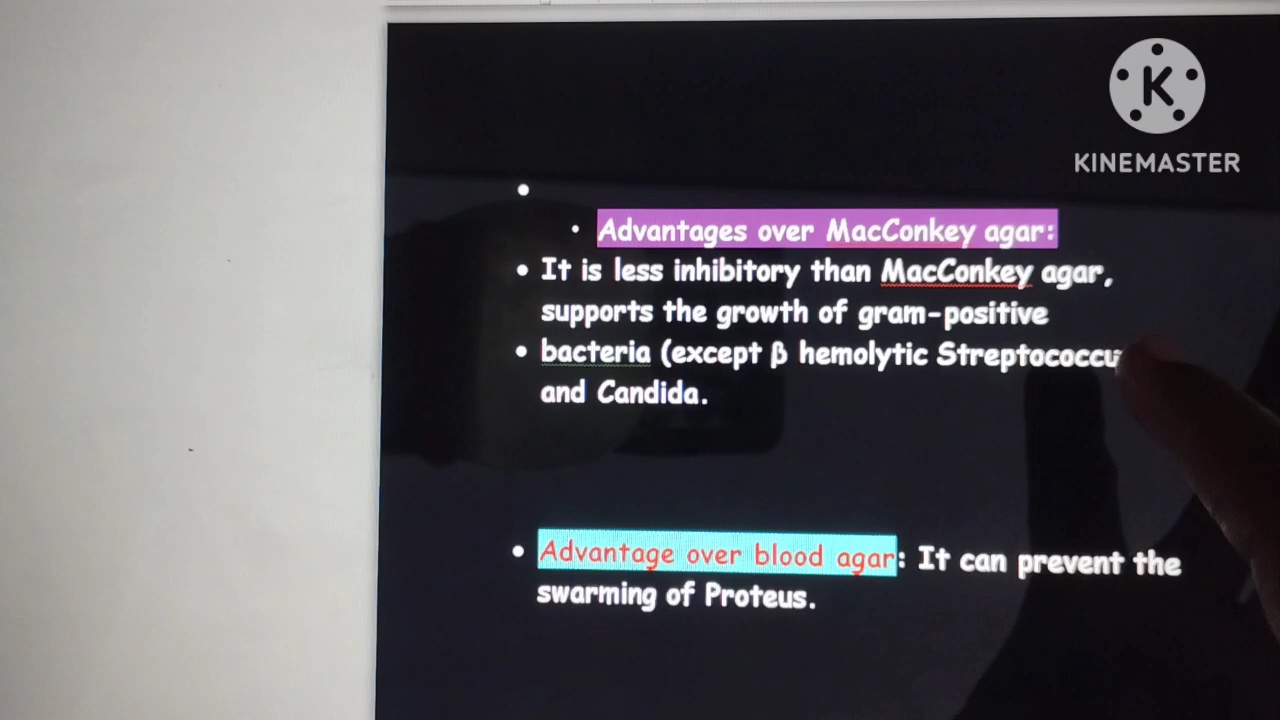 K
KINEMASTER
• Advantages over MacConkey agar:
• It is less inhibitory than MacConkey agar,
supports the growth of gram-positive
• bacteria (except β hemolytic
and Candida.
• Advantage over blood agar: It can prevent the
swarming of Proteus.